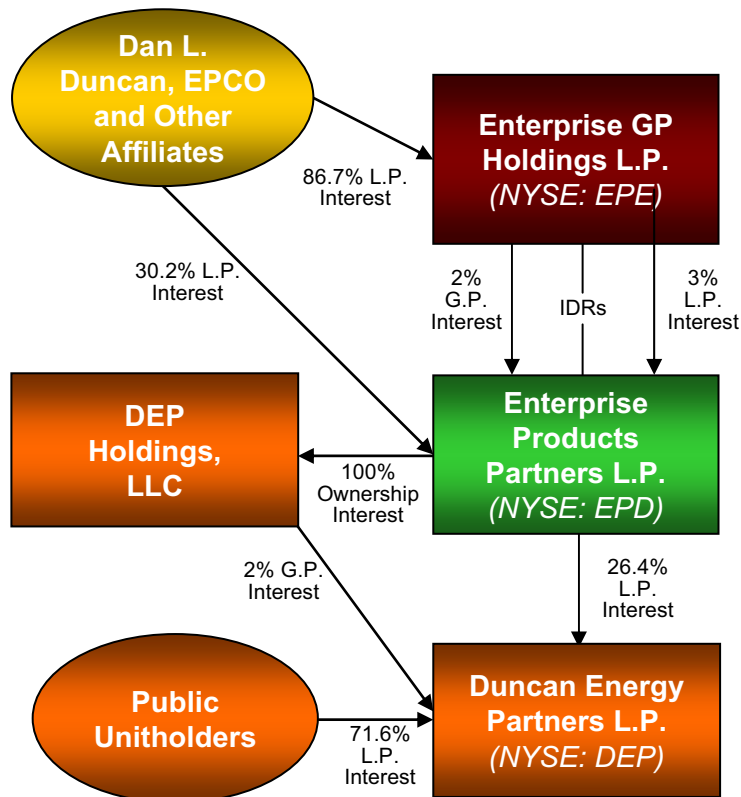 Dan L.
Duncan, EPCO
and Other
Affiliates
Enterprise GP
Holdings L.P.
(NYSE: EPE)
86.7% L.P.
Interest
30.2% L.P.
Interest
2%
G.P.
Interest
IDRs
3%
L.P.
Interest
DEP
Holdings,
LLC
Enterprise
Products
Partners L.P.
(NYSE: EPD)
100%
Ownership
Interest
2% G.P.
Interest
26.4%
L.P.
Interest
Public
Unitholders
71.6%
L.P.
Interest
Duncan Energy
Partners L.P.
(NYSE: DEP)